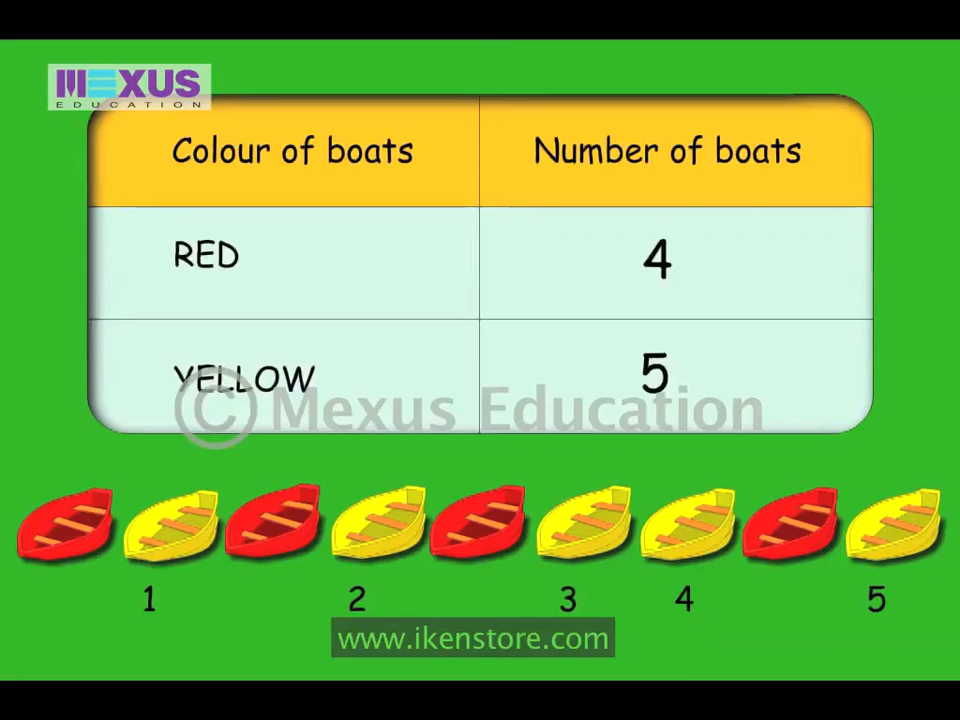 MEXUS
EDUCATION
Colour of boats Number of boats
RED 4
YELLOW 5
© Mexus Education
1 2 3 4 5
www.ikenstore.com